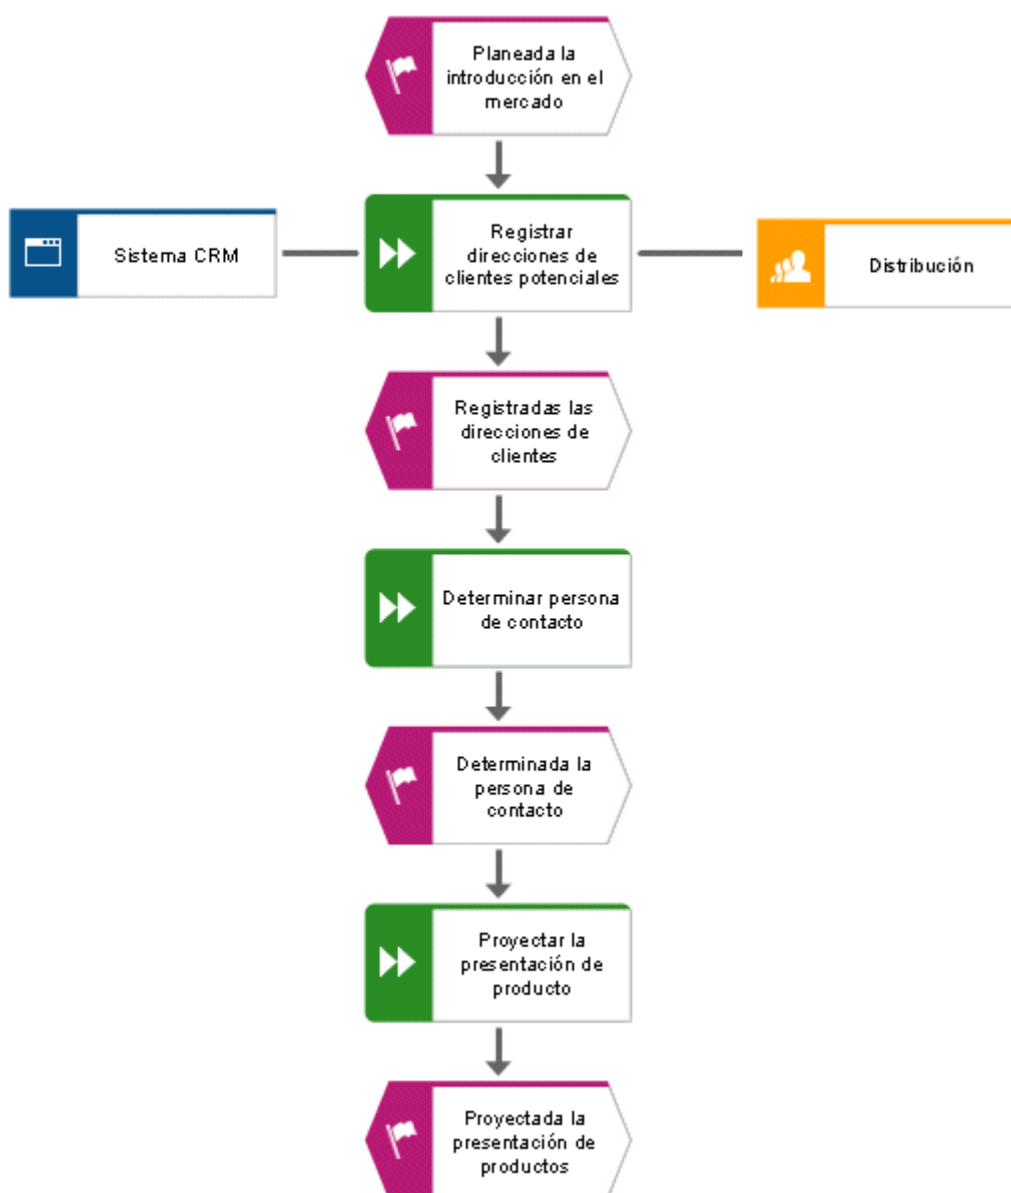 Planeada la
introducción en el
mercado
Sistema CRM
Registrar
direcciones de
clientes potenciales
Distribución
Registradas las
direcciones de
clientes
Determinar persona
de contacto
Determinada la
persona de
contacto
Proyectar la
presentación de
producto
Proyectada la
presentación de
productos